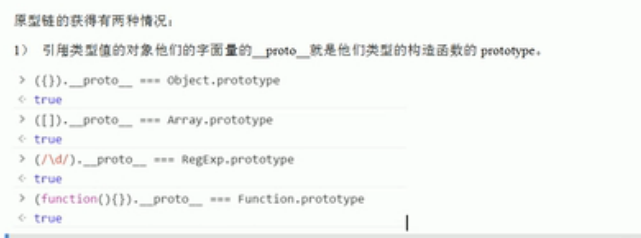 原型链的获得有两种情况：
1） 引用类型值的对象他们的字面量的__proto__就是他们类型的构造函数的 prototype。
> ({}).__proto__ === Object.prototype
< true
> ([]).__proto__ === Array.prototype
< true
> (/\d/).__proto__ === RegExp.prototype
< true
> (function(){}).__proto__ === Function.prototype
< true